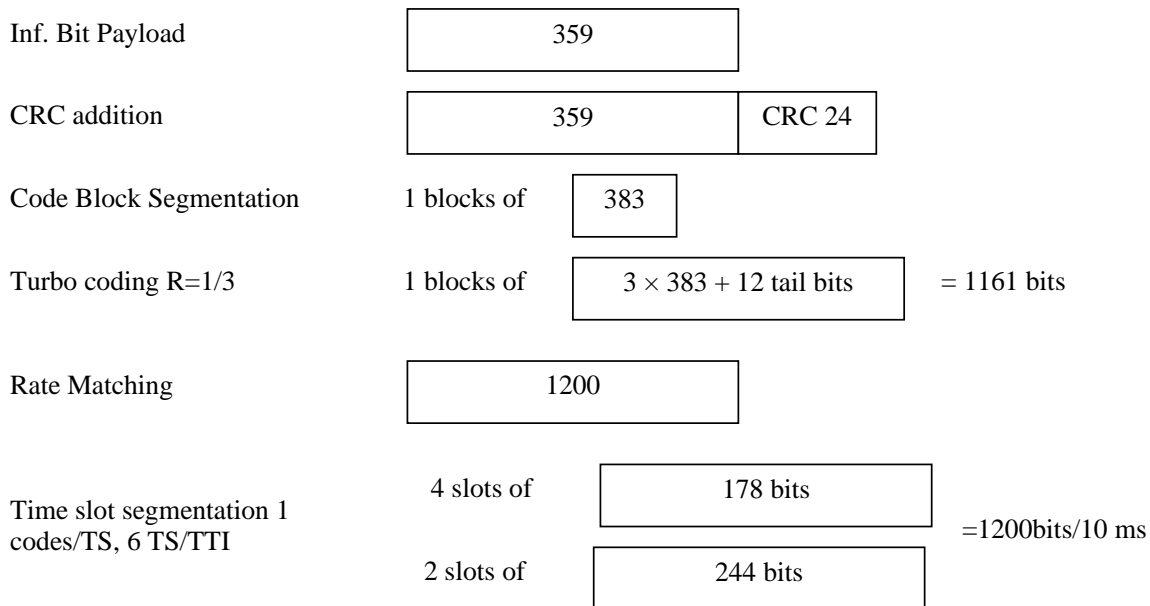 Inf. Bit Payload 359
CRC addition 359 CRC 24
Code Block Segmentation 1 blocks of 383
Turbo coding R=1/3 1 blocks of 3 × 383 + 12 tail bits = 1161 bits
Rate Matching 1200
4 slots of 178 bits
Time slot segmentation 1
codes/TS, 6 TS/TTI
=1200bits/10 ms
2 slots of 244 bits